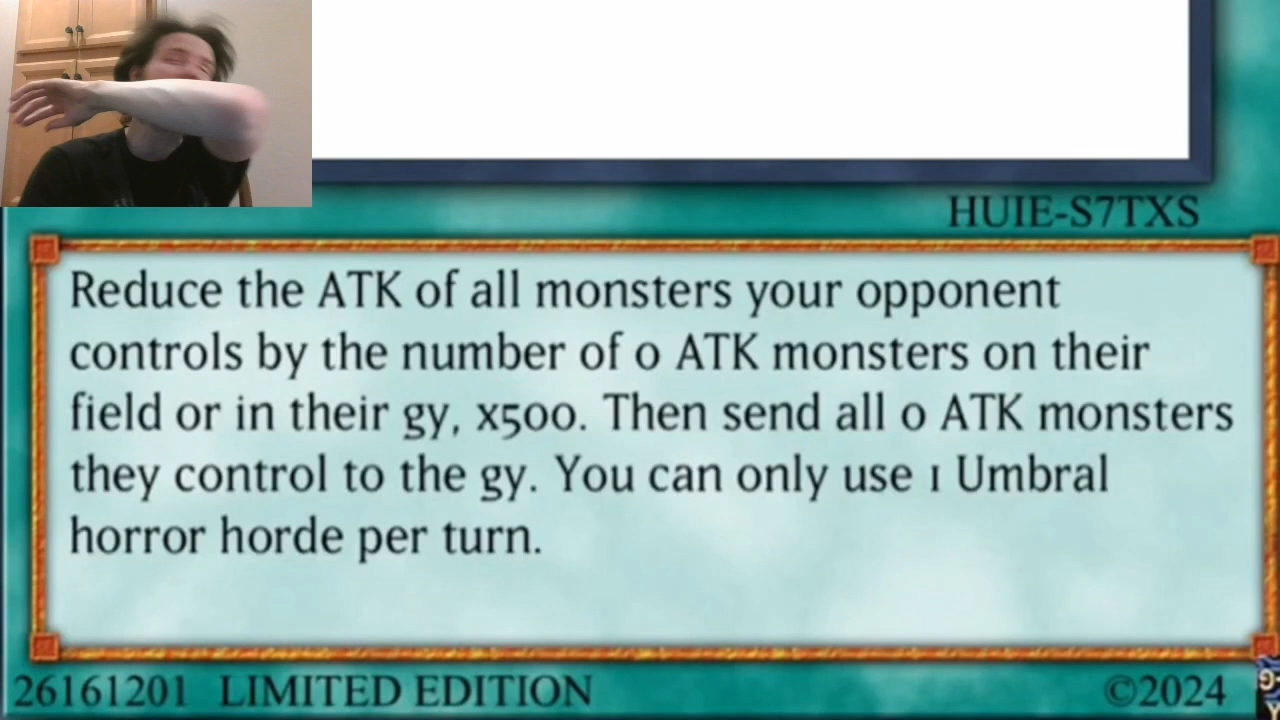 HUIE-S7TXS
Reduce the ATK of all monsters your opponent
controls by the number of 0 ATK monsters on their
field or in their gy, x500. Then send all 0 ATK monsters
they control to the gy. You can only use 1 Umbral
horror horde per turn.
26161201 LIMITED EDITION
©2024